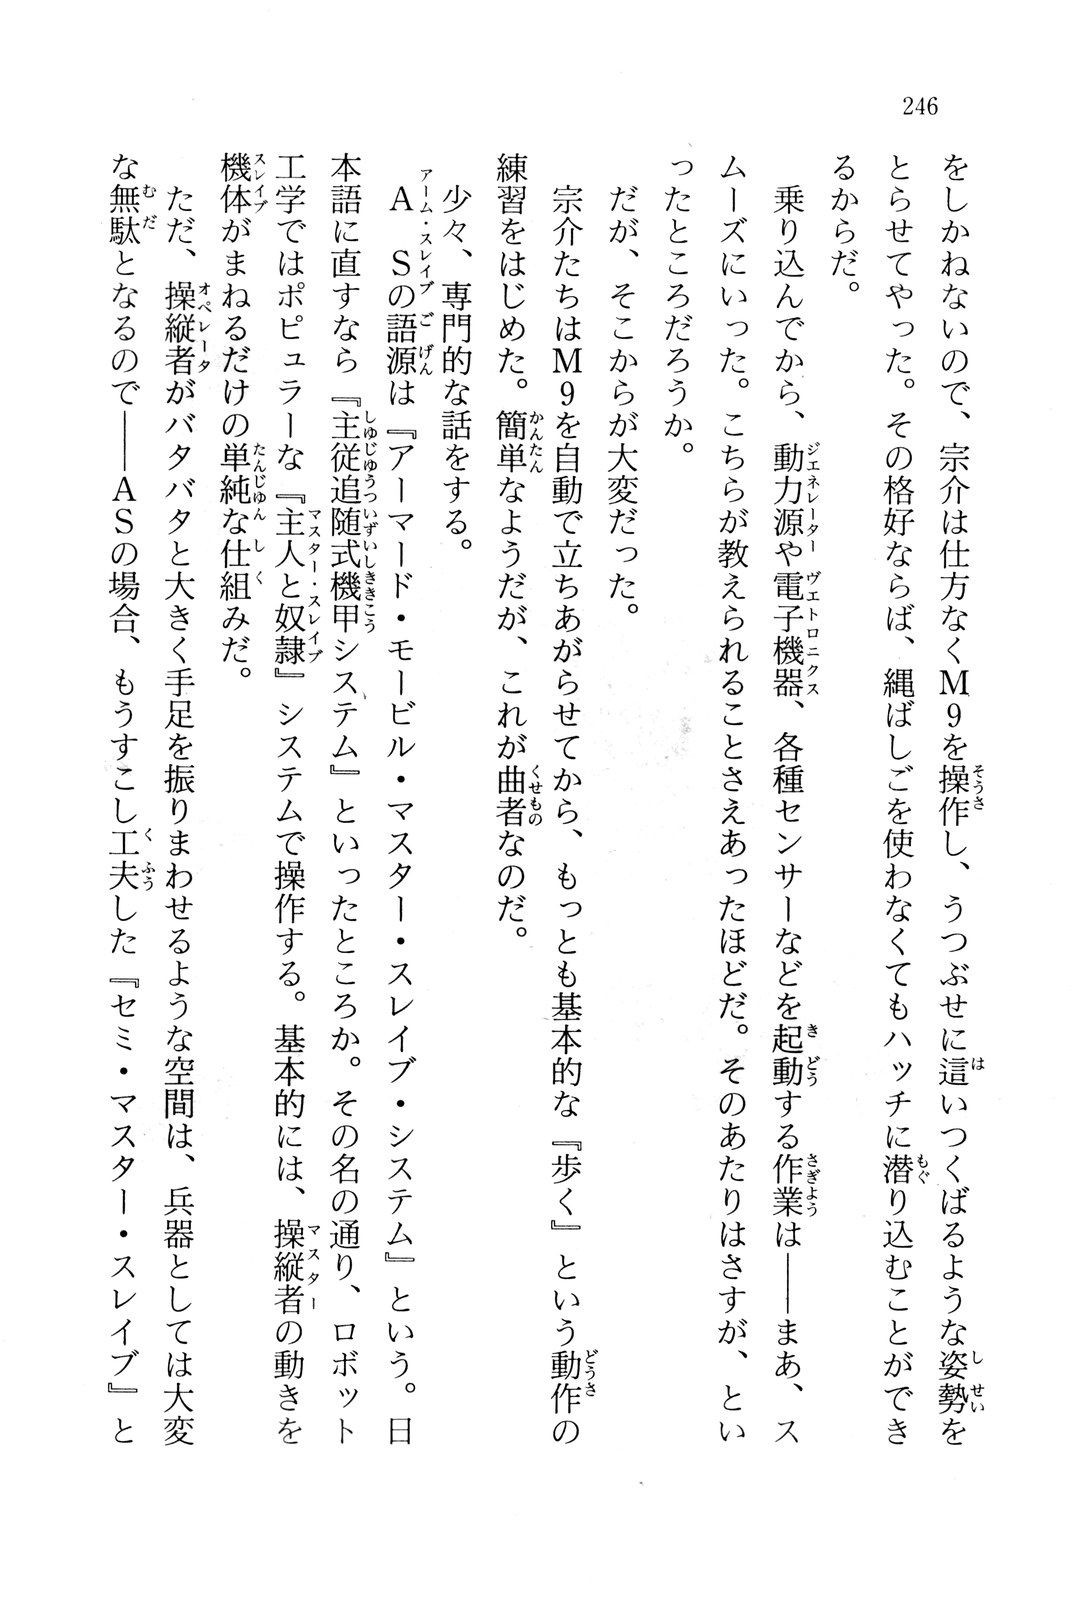 246
をしかねないので、宗介は仕方なくM9を操作し、うつぶせに這いつくばるような姿勢を
とらせてやった。その格好ならば、縄ばしごを使わなくてもハッチに潜り込むことができ
るからだ。
乗り込んでから、動力源や電子機器、各種センサーなどを起動する作業は――まあ、ス
ムーズにいった。こちらが教えられることさえあったほどだ。そのあたりはさすが、とい
ったところだろうか。
だが、そこからが大変だった。
宗介たちはM9を自動で立ちあがらせてから、もっとも基本的な『歩く』という動作の
練習をはじめた。簡単なようだが、これが曲者なのだ。
少々、専門的な話をする。
ASの語源は『アーマード・モービル・マスター・スレイブ・システム』という。日
本語に直すなら『主従追随式機甲システム』といったところか。その名の通り、ロボット
工学ではポピュラーな『主人と奴隷』システムで操作する。基本的には、操縦者の動きを
機体がまねるだけの単純な仕組みだ。
ただ、操縦者がバタバタと大きく手足を振りまわせるような空間は、兵器としては大変
な無駄となるので――ASの場合、もうすこし工夫した『セミ・マスター・スレイブ』と